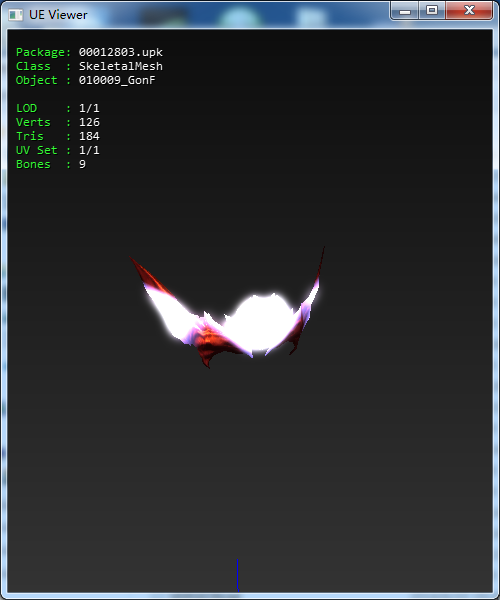 UE Viewer
Package: 00012803.upk
Class : SkeletalMesh
Object : 010009_GonF
LOD : 1/1
Verts : 126
Tris : 184
UV Set : 1/1
Bones : 9